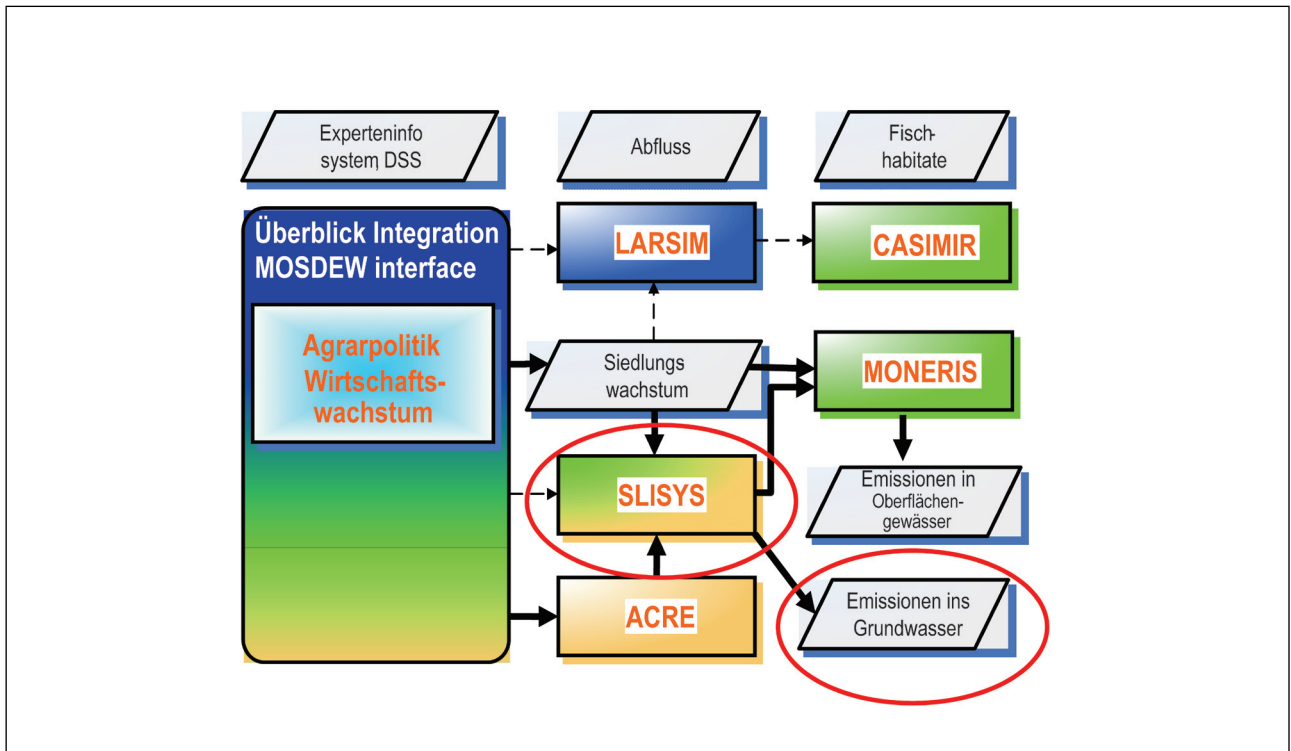 Experteninfo
system, DSS
Abfluss
Fisch-
habitate
Überblick Integration
MOSDEW interface
LARSIM
CASIMIR
Agrarpolitik
Wirtschafts-
wachstum
Siedlungs
wachstum
MONERIS
SLISYS
Emissionen in
Oberflächen-
gewässer
ACRE
Emissionen ins
Grundwasser